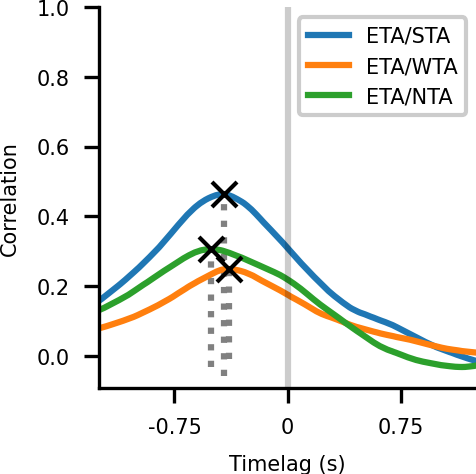 1.0
0.8
0.6
0.4
0.2
0.0
Correlation
ETA/STA
ETA/WTA
ETA/NTA
-0.75
0
0.75
Timelag (s)